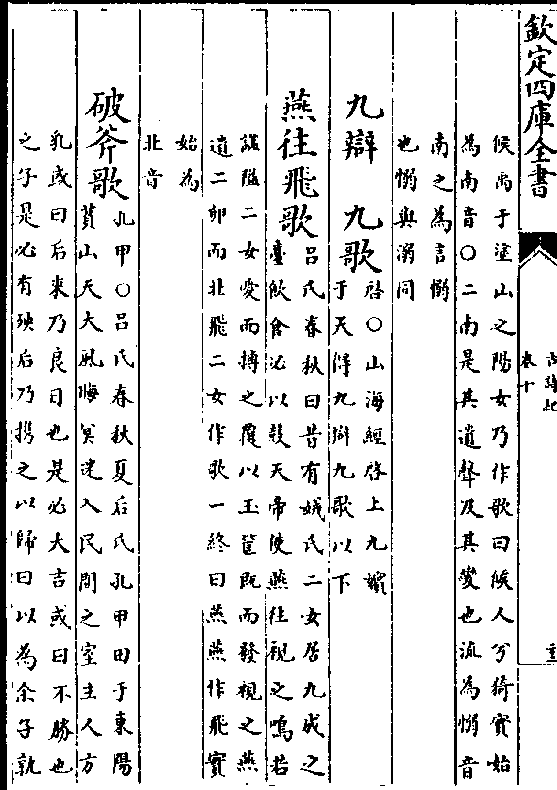 欽定四庫全書
卷十
候禹于塗山之陽女乃作歌曰候人兮猗實始
為南音○二南是其遺聲及其變也流為惉音
南之為言惉
也惉與溺同
九辯 九歌
啓○山海經啓上九嬪
于天得九辯九歌以下
燕往飛歌
呂氏春秋曰昔有娀氏二女居九成之
臺飲食必以鼓天帝使燕往視之鳴若
謚隘二女愛而搏之覆以玉筐既而發視之燕
遺二卵而北飛二女作歌一終曰燕燕作飛實
始為
北音
破斧歌
孔甲○呂氏春秋夏后氏孔甲田于東陽
萯山天大風晦冥迷入民間之室主人方
乳或曰后來乃良日也是必大吉或曰不勝也
之子是必有殃后乃携之以歸曰以為余子孰